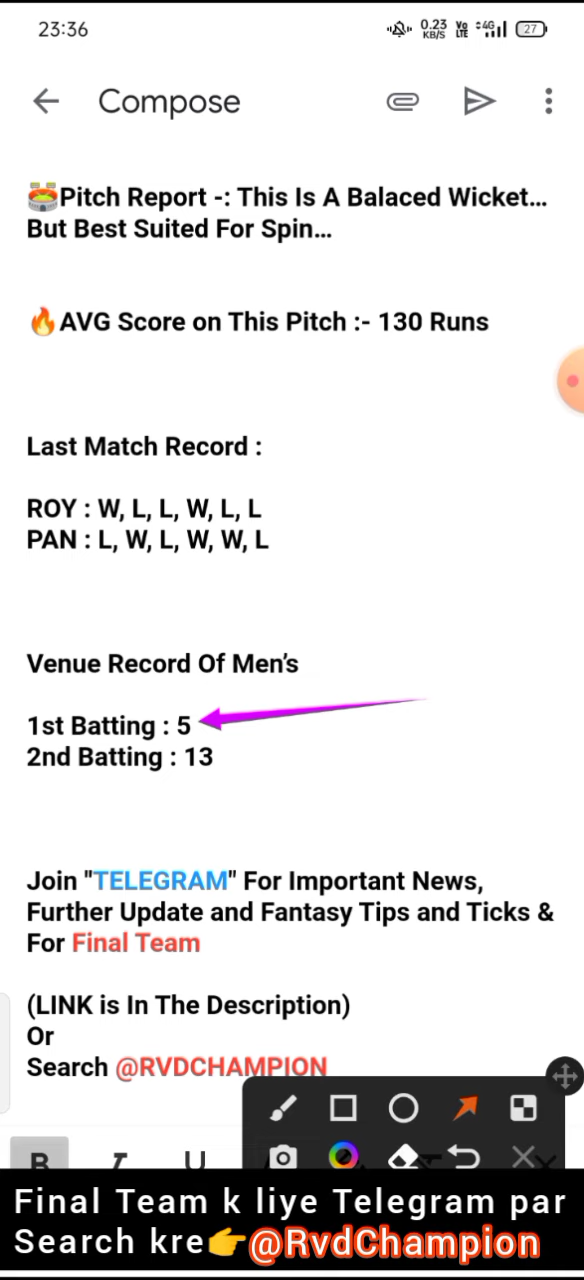 23:36
0.23 KB/S Vo LTE 4G 27
Compose
Pitch Report -: This Is A Balaced Wicket...
But Best Suited For Spin...
🔥AVG Score on This Pitch :- 130 Runs
Last Match Record :
ROY : W, L, L, W, L, L
PAN : L, W, L, W, W, L
Venue Record Of Men's
1st Batting : 5
2nd Batting : 13
Join "TELEGRAM" For Important News,
Further Update and Fantasy Tips and Ticks &
For Final Team
(LINK is In The Description)
Or
Search @RVDCHAMPION
B I U
Final Team k liye Telegram par
Search kre👉@RvdChampion